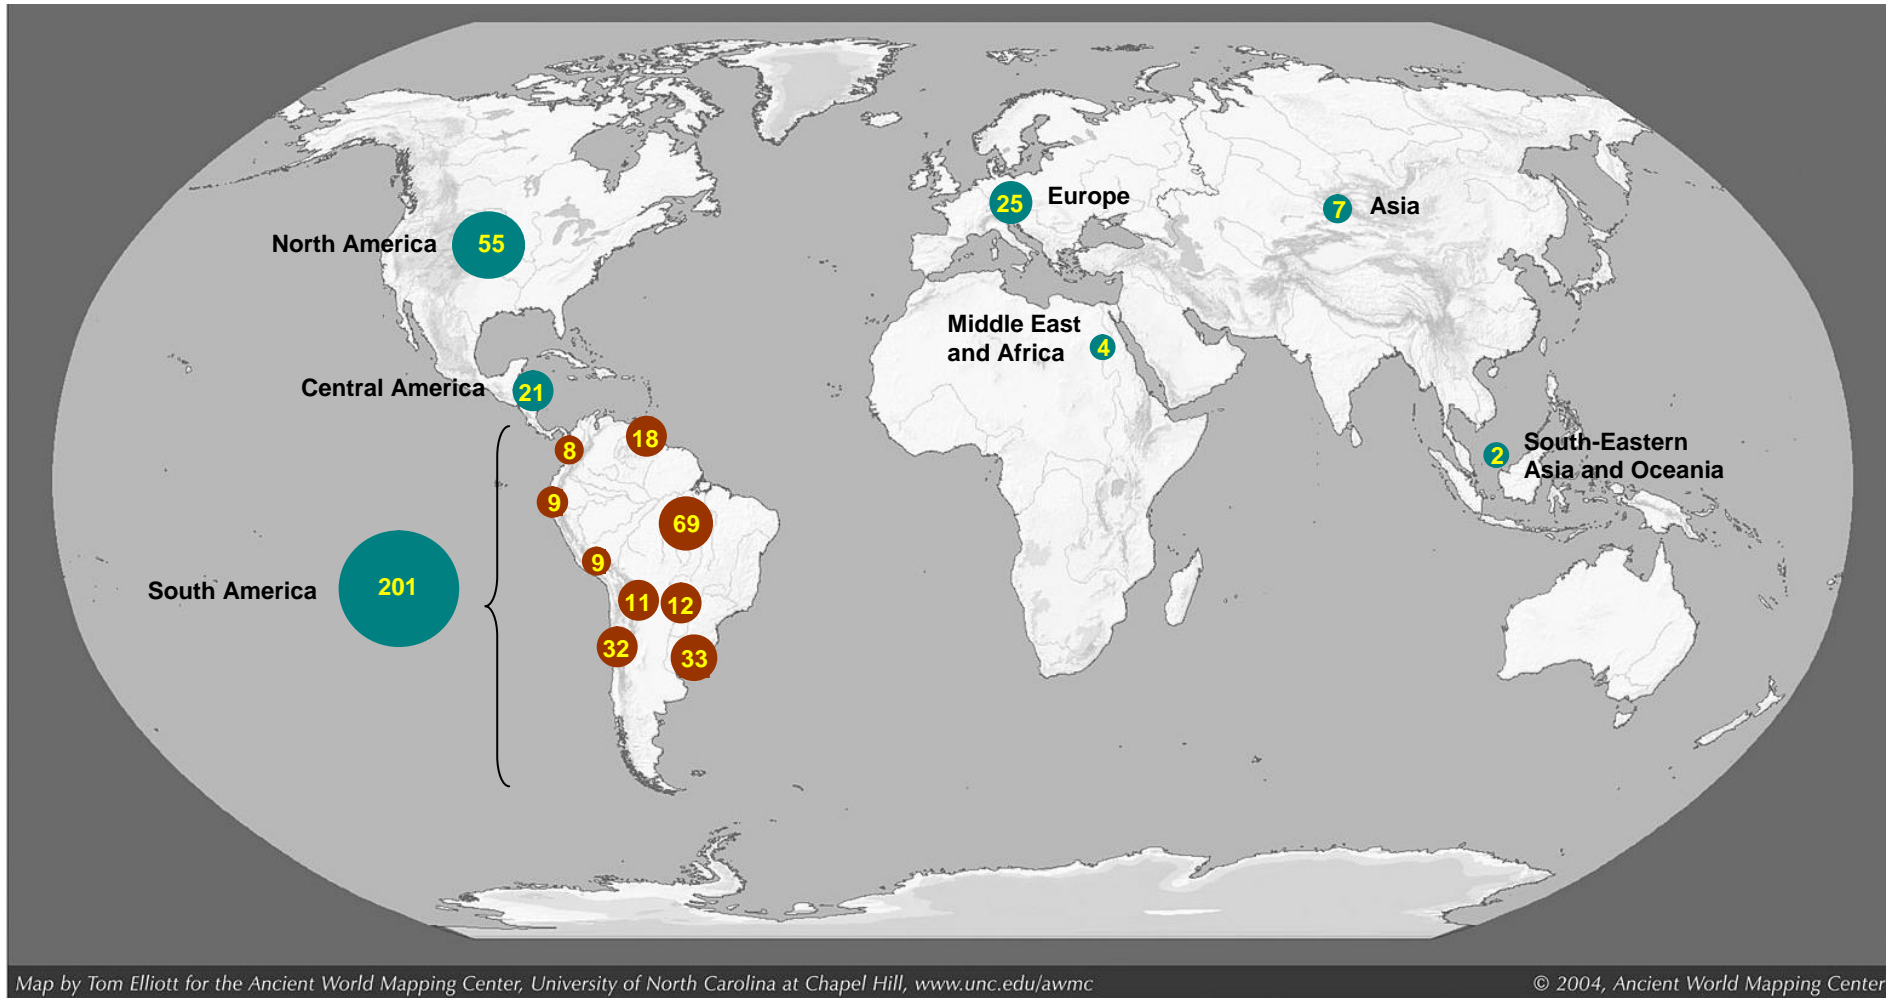 25
Europe
7
Asia
North America
55
Middle East
and Africa
4
Central America
21
8
18
South-Eastern
Asia and Oceania
2
9
69
9
South America
201
11
12
32
33
Map by Tom Elliott for the Ancient World Mapping Center, University of North Carolina at Chapel Hill, www.unc.edu/awmc
© 2004, Ancient World Mapping Center